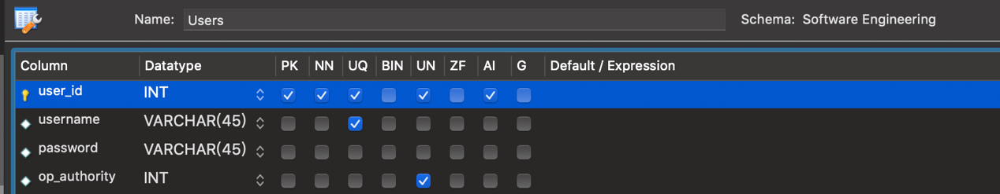 Name: Users Schema: Software Engineering
Column Datatype PK NN UQ BIN UN ZF AI G Default / Expression
user_id INT
username VARCHAR(45)
password VARCHAR(45)
op_authority INT